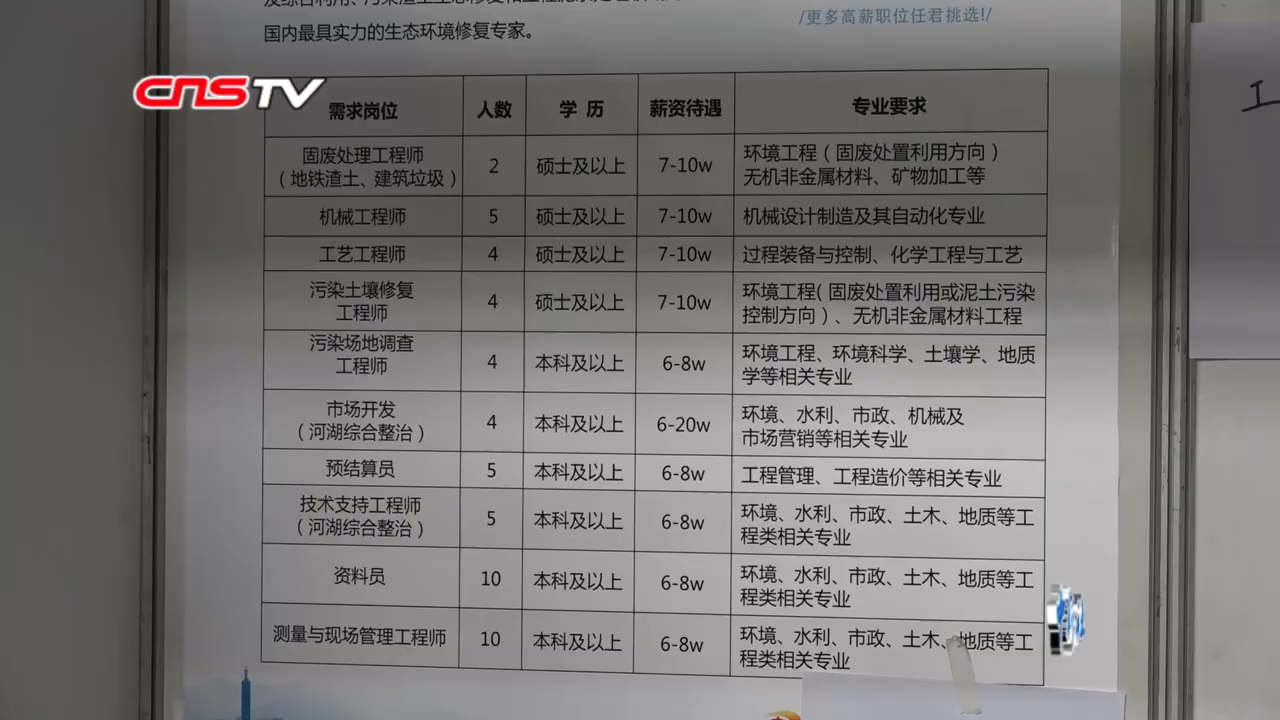 /更多高薪职位任君挑选!/
国内最具实力的生态环境修复专家。
CNSTV
需求岗位 人数 学历 薪资待遇 专业要求
固废处理工程师
（地铁渣土、建筑垃圾） 2 硕士及以上 7-10w 环境工程（固废处置利用方向）
无机非金属材料、矿物加工等
机械工程师 5 硕士及以上 7-10w 机械设计制造及其自动化专业
工艺工程师 4 硕士及以上 7-10w 过程装备与控制、化学工程与工艺
污染土壤修复
工程师 4 硕士及以上 7-10w 环境工程(固废处置利用或泥土污染
控制方向）、无机非金属材料工程
污染场地调查
工程师 4 本科及以上 6-8w 环境工程、环境科学、土壤学、地质
学等相关专业
市场开发
（河湖综合整治） 4 本科及以上 6-20w 环境、水利、市政、机械及
市场营销等相关专业
预结算员 5 本科及以上 6-8w 工程管理、工程造价等相关专业
技术支持工程师
（河湖综合整治） 5 本科及以上 6-8w 环境、水利、市政、土木、地质等工
程类相关专业
资料员 10 本科及以上 6-8w 环境、水利、市政、土木、地质等工
程类相关专业
测量与现场管理工程师 10 本科及以上 6-8w 环境、水利、市政、土木、地质等工
程类相关专业
工